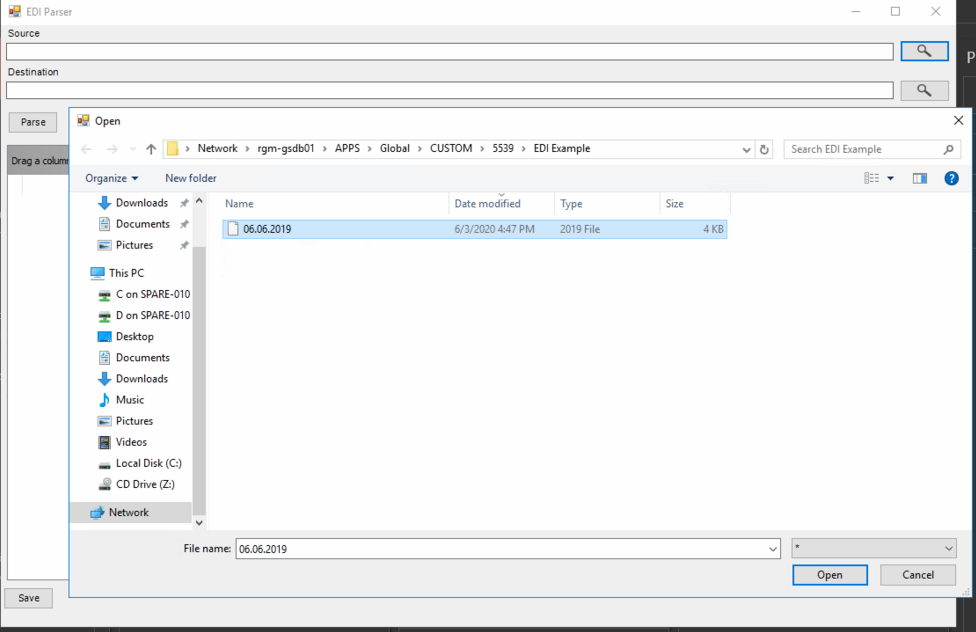 EDI Parser
Source
Destination
Parse
Drag a colum
Open
Network > rgm-gsdb01 > APPS > Global > CUSTOM > 5539 > EDI Example
Search EDI Example
Organize
New folder
Downloads
Documents
Pictures
This PC
C on SPARE-010
D on SPARE-010
Desktop
Documents
Downloads
Music
Pictures
Videos
Local Disk (C:)
CD Drive (Z:)
Network
Name Date modified Type Size
06.06.2019 6/3/2020 4:47 PM 2019 File 4 KB
File name: 06.06.2019 *
Open Cancel
Save
P